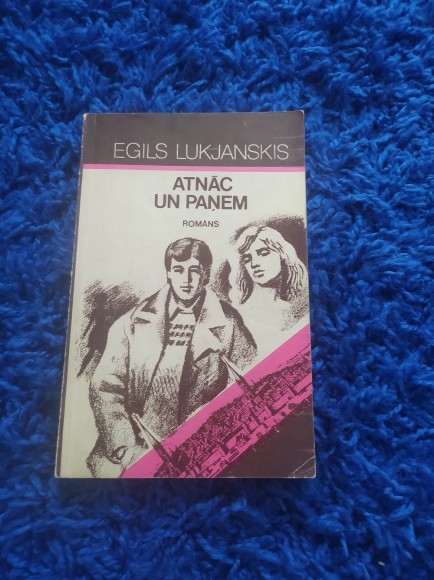 EGILS LUKJANSKIS
ATNĀC
UN PAŅEM
ROMĀNS